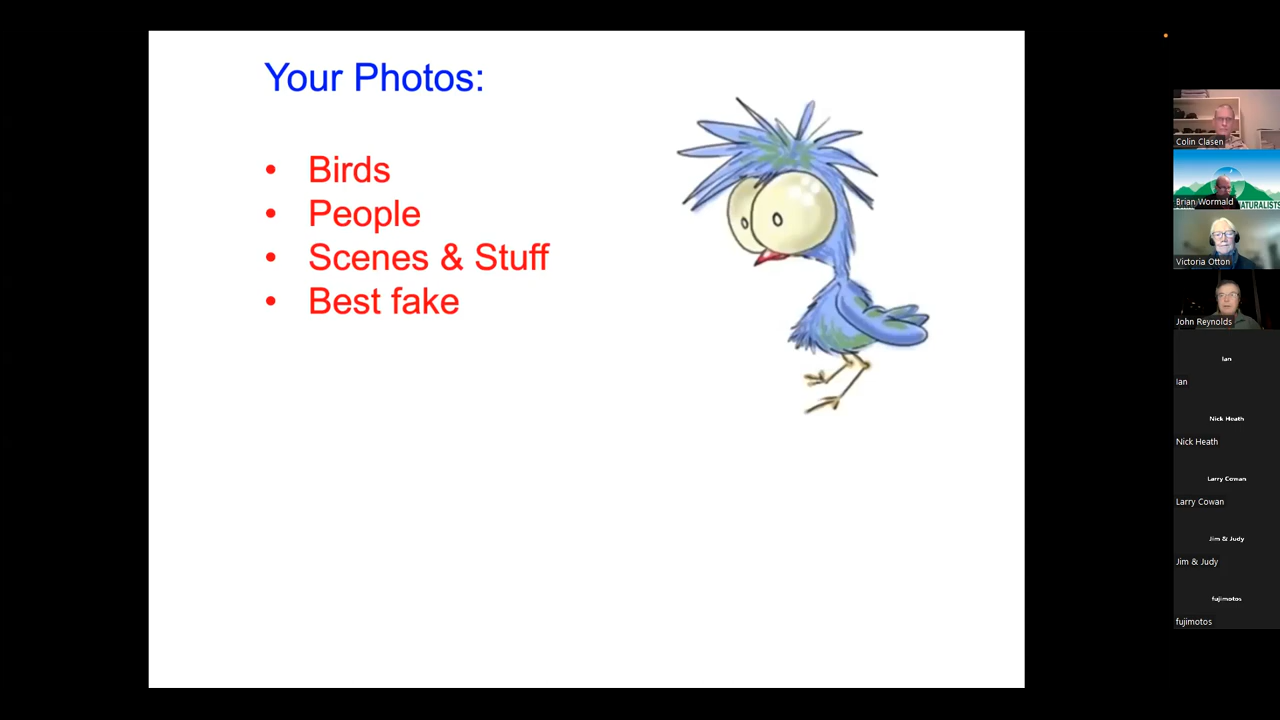 Your Photos:
• Birds
• People
• Scenes & Stuff
• Best fake
Colin Clasen
NATURALISTS
Brian Wormald
Victoria Otton
John Reynolds
Ian
Ian
Nick Heath
Nick Heath
Larry Cowan
Larry Cowan
Jim & Judy
Jim & Judy
fujimotos
fujimotos